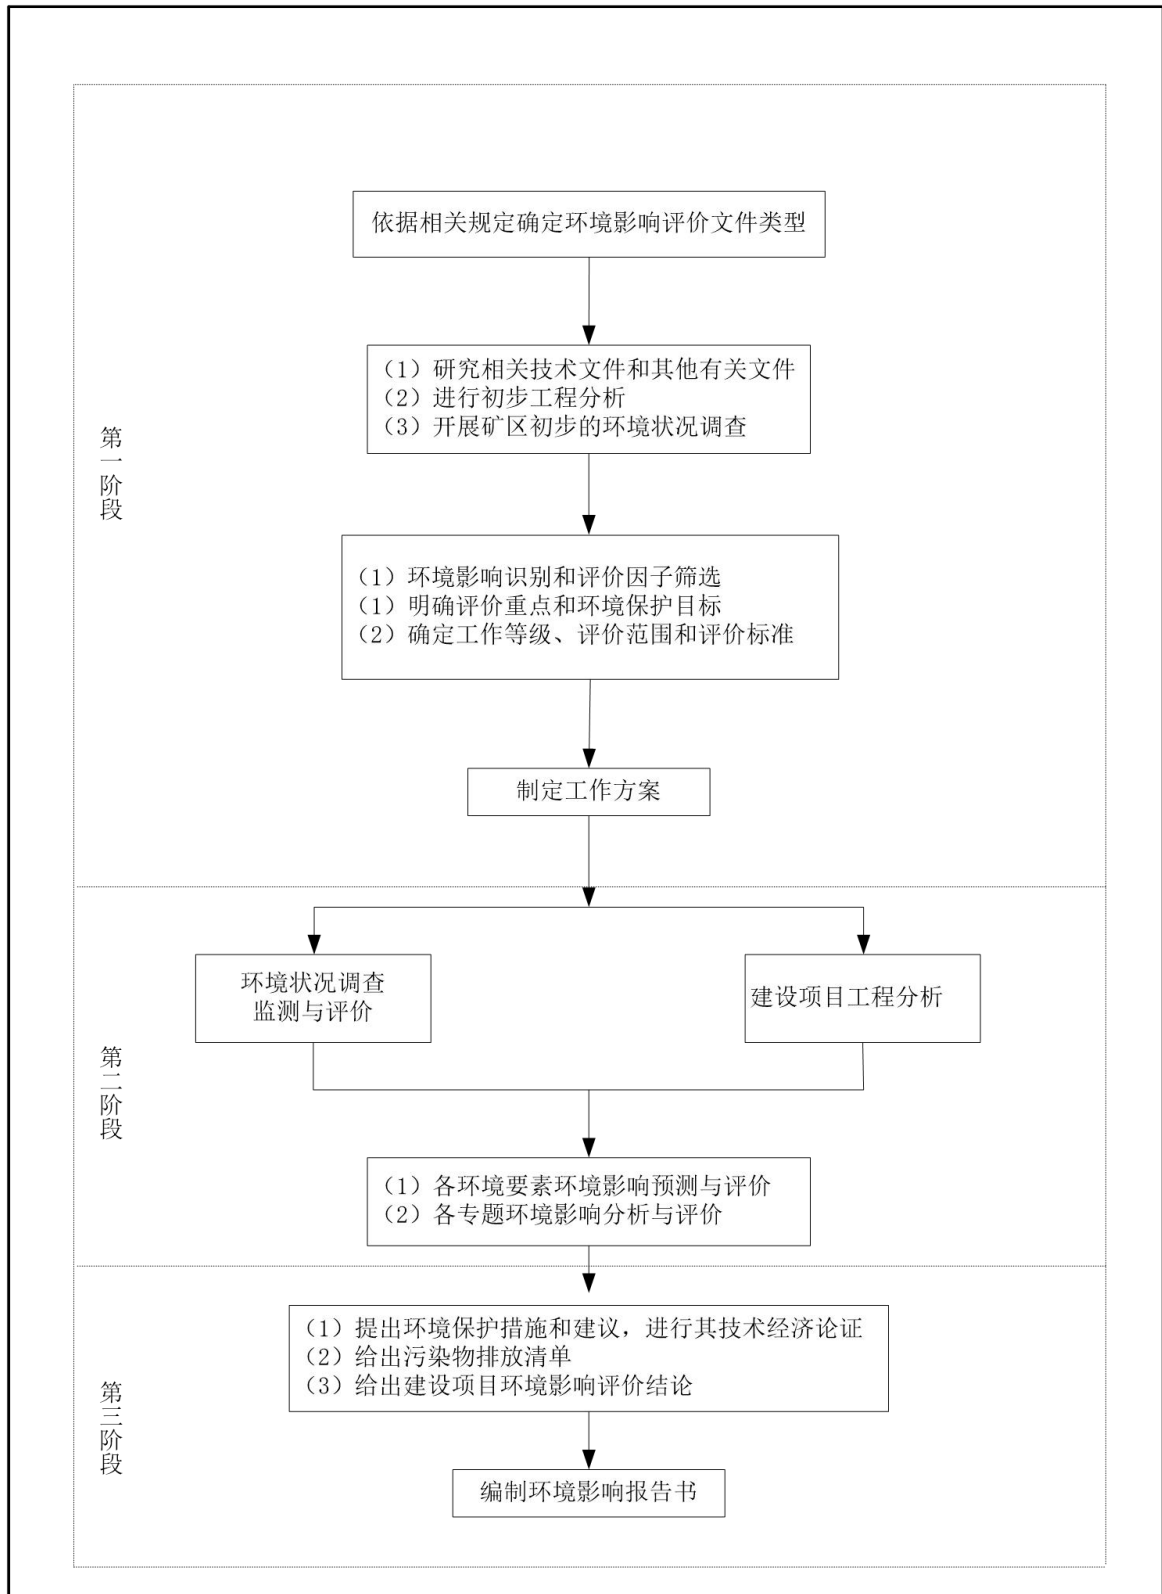 依据相关规定确定环境影响评价文件类型
（1）研究相关技术文件和其他有关文件
（2）进行初步工程分析
（3）开展矿区初步的环境状况调查
第一阶段
（1）环境影响识别和评价因子筛选
（1）明确评价重点和环境保护目标
（2）确定工作等级、评价范围和评价标准
制定工作方案
环境状况调查
监测与评价
建设项目工程分析
第二阶段
（1）各环境要素环境影响预测与评价
（2）各专题环境影响分析与评价
（1）提出环境保护措施和建议，进行其技术经济论证
（2）给出污染物排放清单
（3）给出建设项目环境影响评价结论
第三阶段
编制环境影响报告书